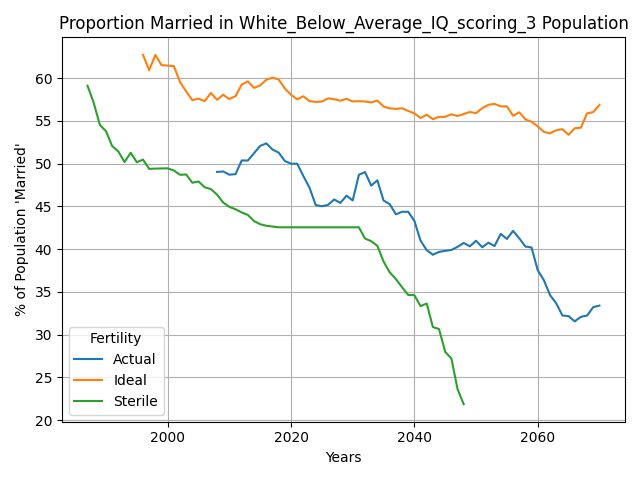 Proportion Married in White_Below_Average_IQ_scoring_3 Population
% of Population 'Married'
60
55
50
45
40
35
30
25
20
Fertility
Actual
Ideal
Sterile
2000
2020
2040
2060
Years